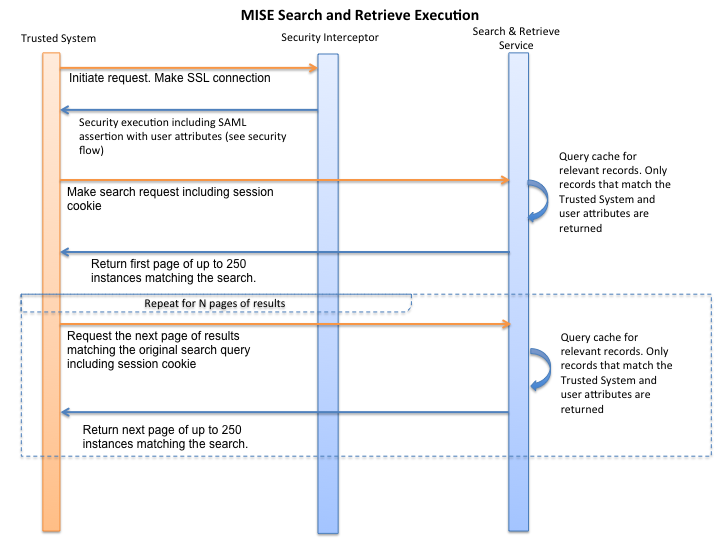 MISE Search and Retrieve Execution
Trusted System
Security Interceptor
Search & Retrieve
Service
Initiate request. Make SSL connection
Security execution including SAML
assertion with user attributes (see security
flow)
Make search request including session
cookie
Query cache for
relevant records. Only
records that match the
Trusted System and
user attributes are
returned
Return first page of up to 250
instances matching the search.
Repeat for N pages of results
Request the next page of results
matching the original search query
including session cookie
Query cache for
relevant records. Only
records that match the
Trusted System and
user attributes are
returned
Return next page of up to 250
instances matching the search.